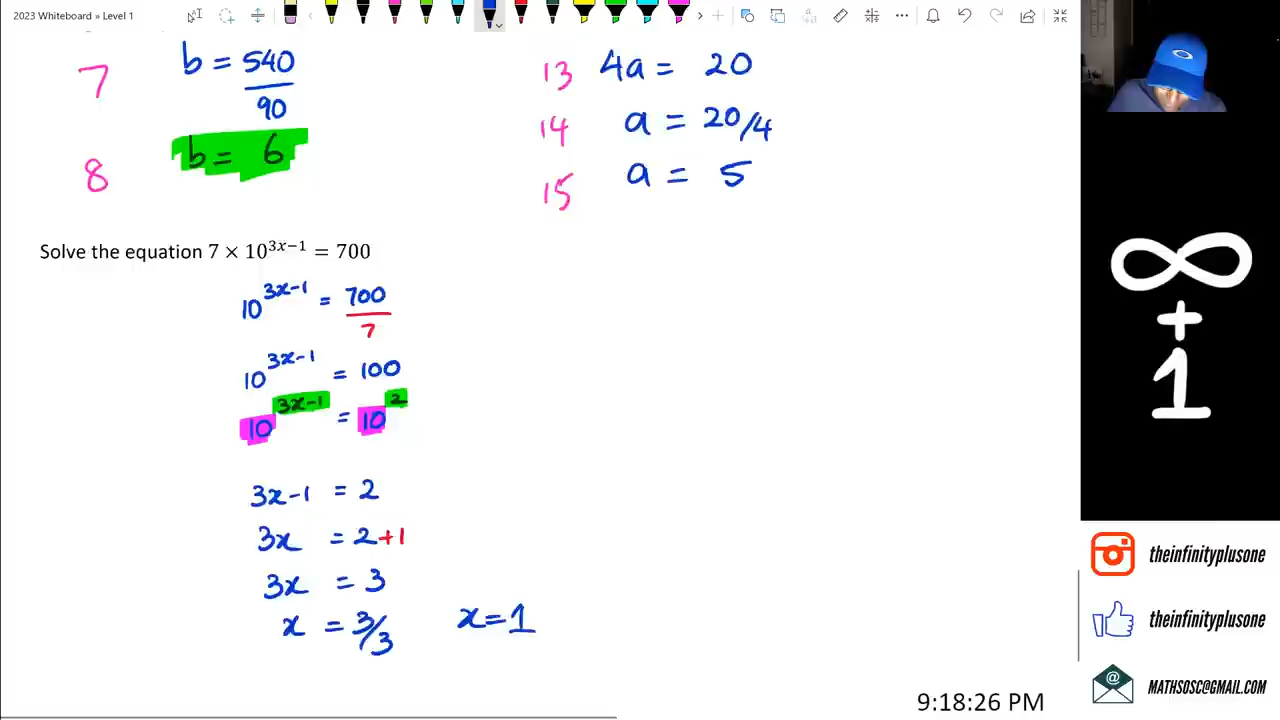 2023 Whiteboard » Level 1
7
b = 540
90
8
b = 6
13 4a = 20
14 a = 20/4
15 a = 5
Solve the equation 7 × 10^{3x−1} = 700
10^{3x-1} = 700
7
10^{3x-1} = 100
10^{3x-1} = 10^{2}
3x-1 = 2
3x = 2+1
3x = 3
x = 3/3 x=1
∞
+
1
theinfinityplusone
theinfinityplusone
MATHSOSC@GMAIL.COM
9:18:26 PM